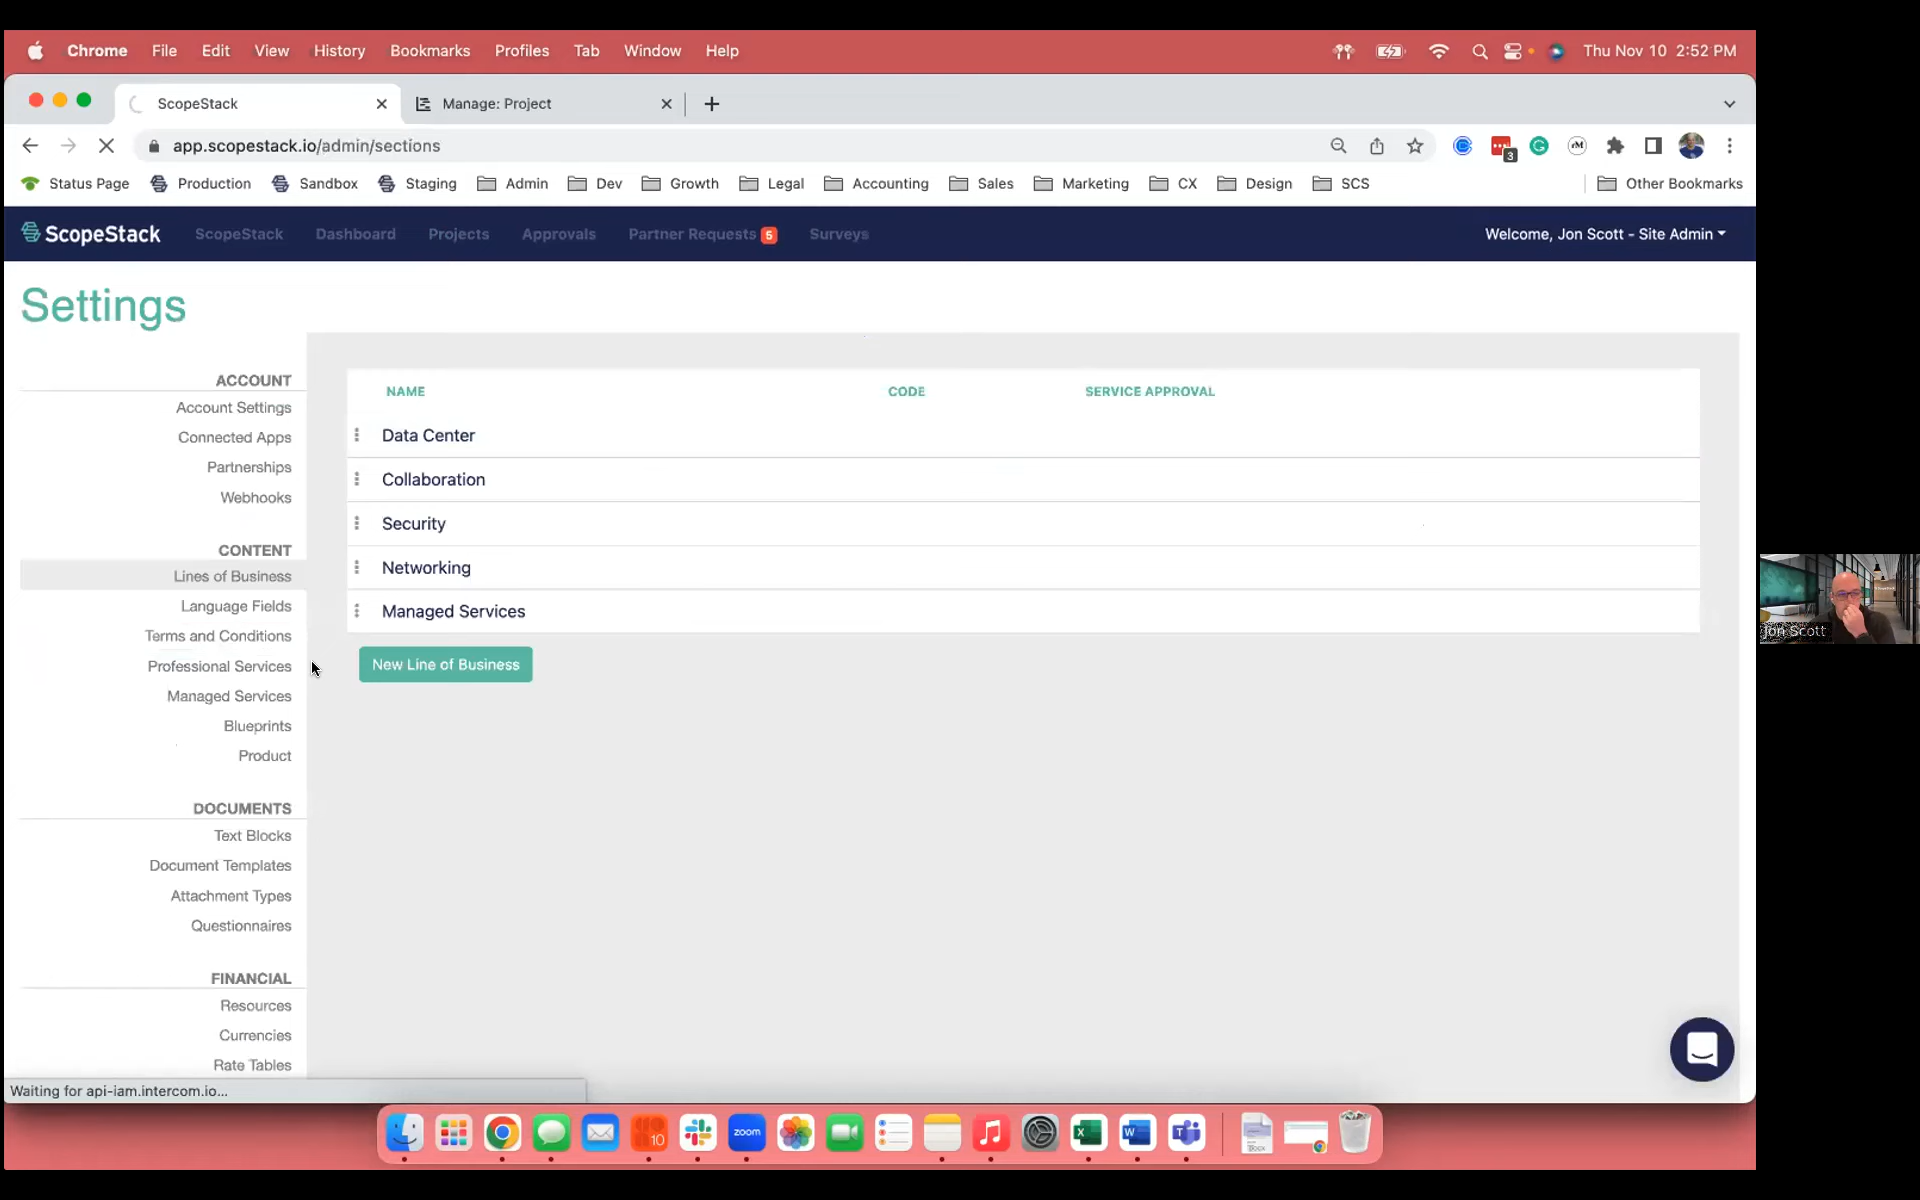 Chrome File Edit View History Bookmarks Profiles Tab Window Help Thu Nov 10 2:52 PM
ScopeStack Manage: Project
app.scopestack.io/admin/sections 3
Status Page Production Sandbox Staging Admin Dev Growth Legal Accounting Sales Marketing CX Design SCS Other Bookmarks
ScopeStack ScopeStack Dashboard Projects Approvals Partner Requests 5 Surveys Welcome, Jon Scott - Site Admin
Settings
ACCOUNT
Account Settings
Connected Apps
Partnerships
Webhooks
CONTENT
Lines of Business
Language Fields
Terms and Conditions
Professional Services
Managed Services
Blueprints
Product
DOCUMENTS
Text Blocks
Document Templates
Attachment Types
Questionnaires
FINANCIAL
Resources
Currencies
Rate Tables
NAME CODE SERVICE APPROVAL
Data Center
Collaboration
Security
Networking
Managed Services
New Line of Business
Jon Scott
Waiting for api-iam.intercom.io...
10 zoom